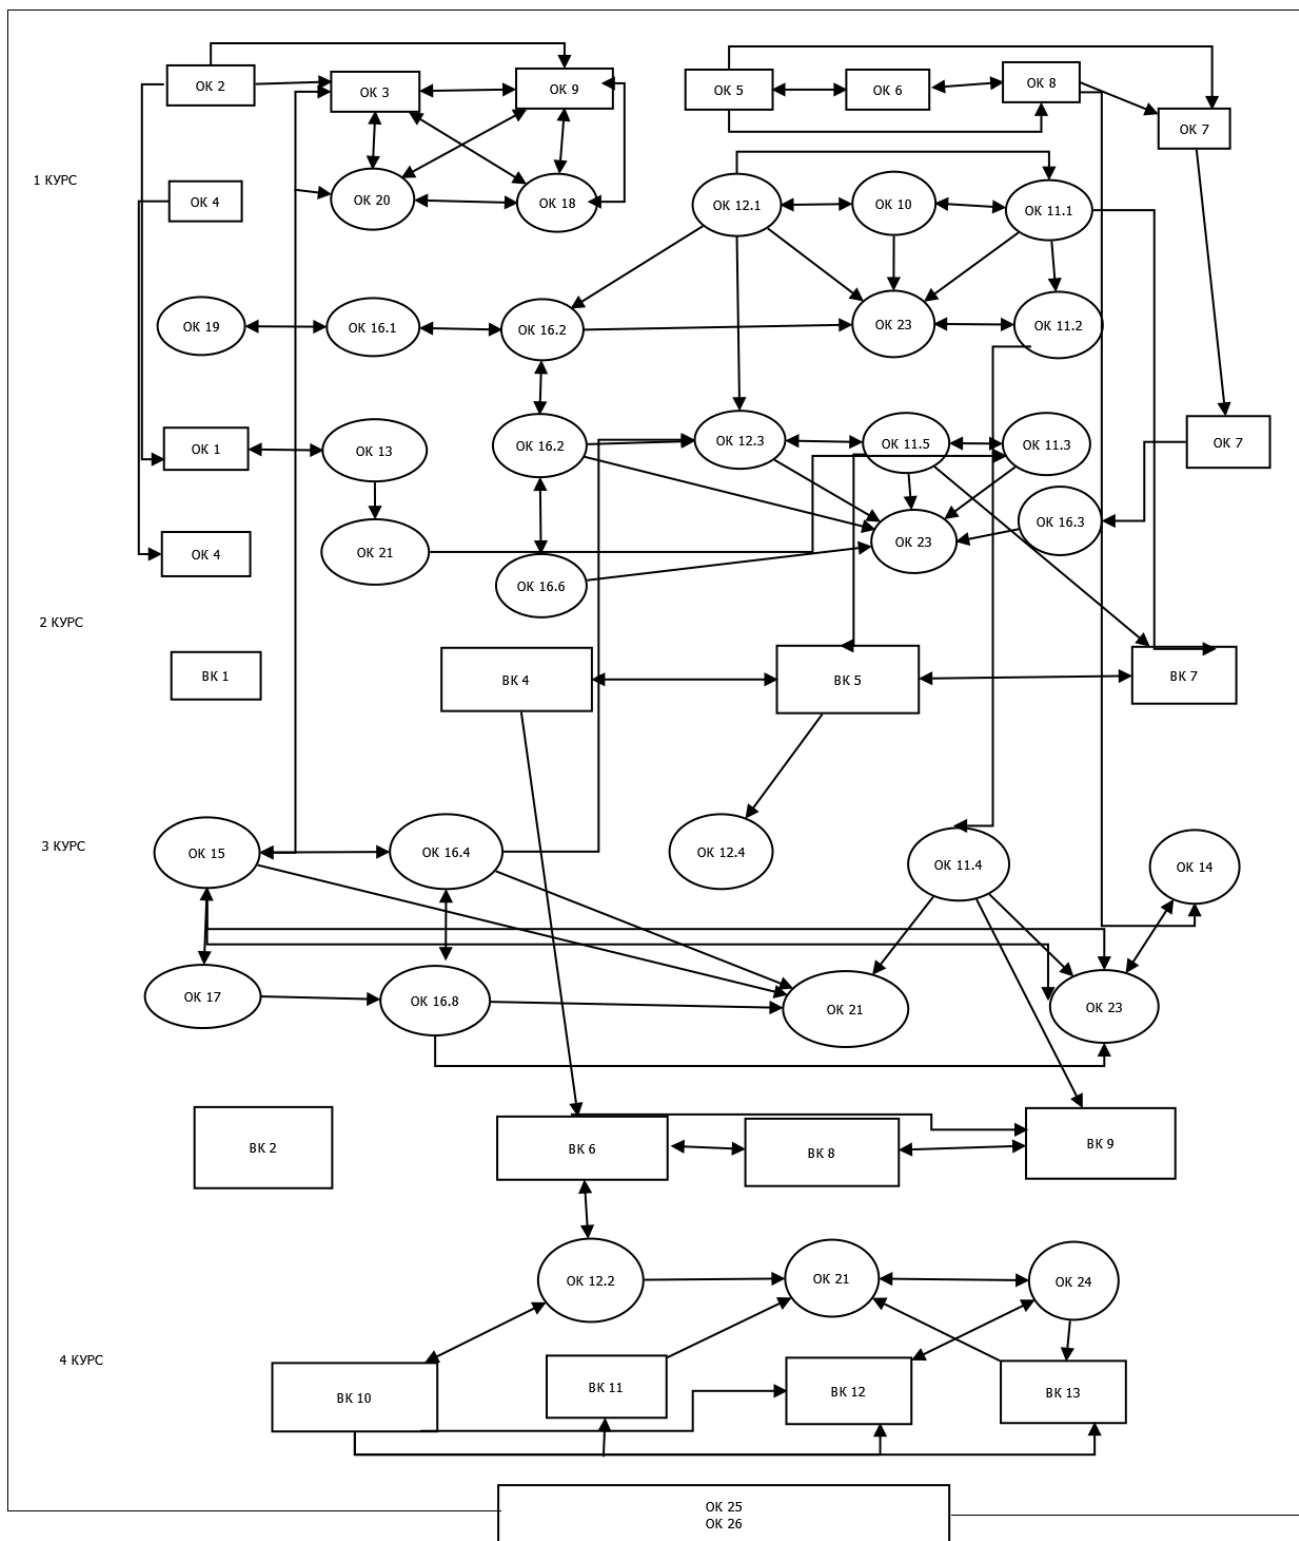 ОК 2
ОК 3
ОК 9
ОК 5
ОК 6
ОК 8
ОК 7
1 КУРС
ОК 4
ОК 20
ОК 18
ОК 12.1
ОК 10
ОК 11.1
ОК 19
ОК 16.1
ОК 16.2
ОК 23
ОК 11.2
ОК 1
ОК 13
ОК 16.2
ОК 12.3
ОК 11.5
ОК 11.3
ОК 7
ОК 4
ОК 21
ОК 16.6
ОК 23
ОК 16.3
2 КУРС
ВК 1
ВК 4
ВК 5
ВК 7
3 КУРС
ОК 15
ОК 16.4
ОК 12.4
ОК 11.4
ОК 14
ОК 17
ОК 16.8
ОК 21
ОК 23
ВК 2
ВК 6
ВК 8
ВК 9
ОК 12.2
ОК 21
ОК 24
4 КУРС
ВК 10
ВК 11
ВК 12
ВК 13
ОК 25
ОК 26